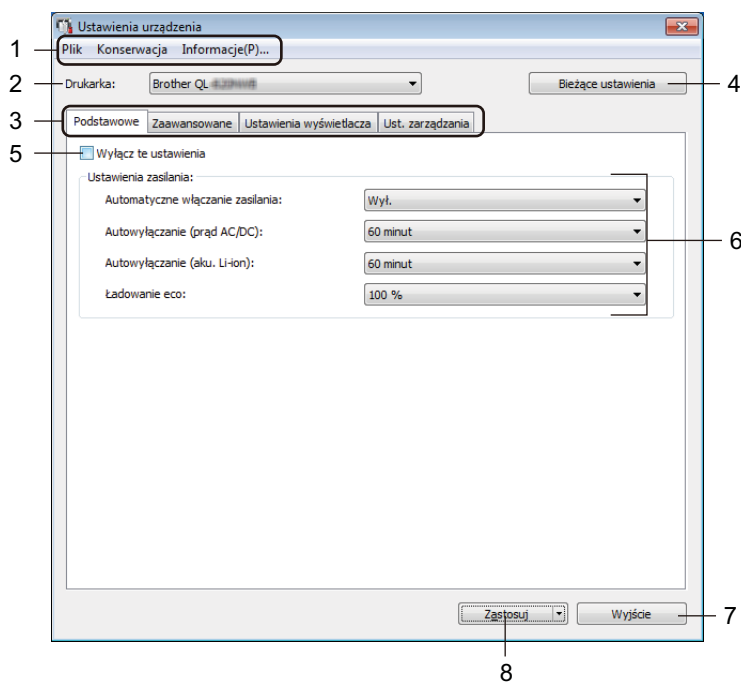 Ustawienia urządzenia
1 Plik Konserwacja Informacje(P)...
2 Drukarka: Brother QL Bieżące ustawienia 4
3 Podstawowe Zaawansowane Ustawienia wyświetlacza Ust. zarządzania
5 Wyłącz te ustawienia
Ustawienia zasilania:
Automatyczne włączanie zasilania: Wył.
Autowyłączanie (prąd AC/DC): 60 minut
6
Autowyłączanie (aku. Li-ion): 60 minut
Ładowanie eco: 100 %
Zastosuj Wyjście 7
8